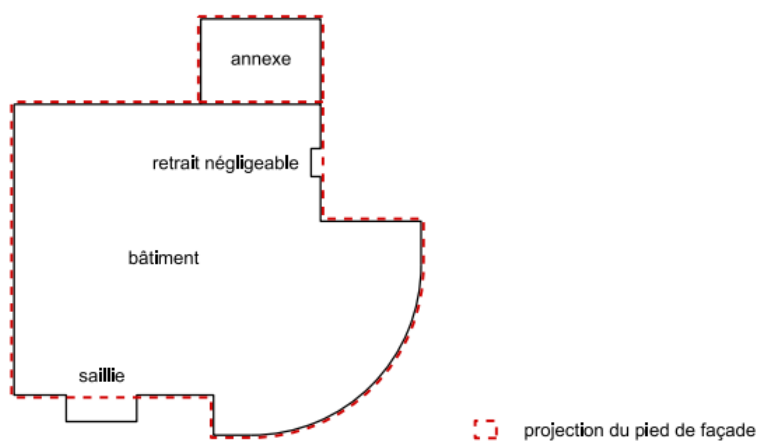 annexe
retrait négligeable
bâtiment
saillie
projection du pied de façade